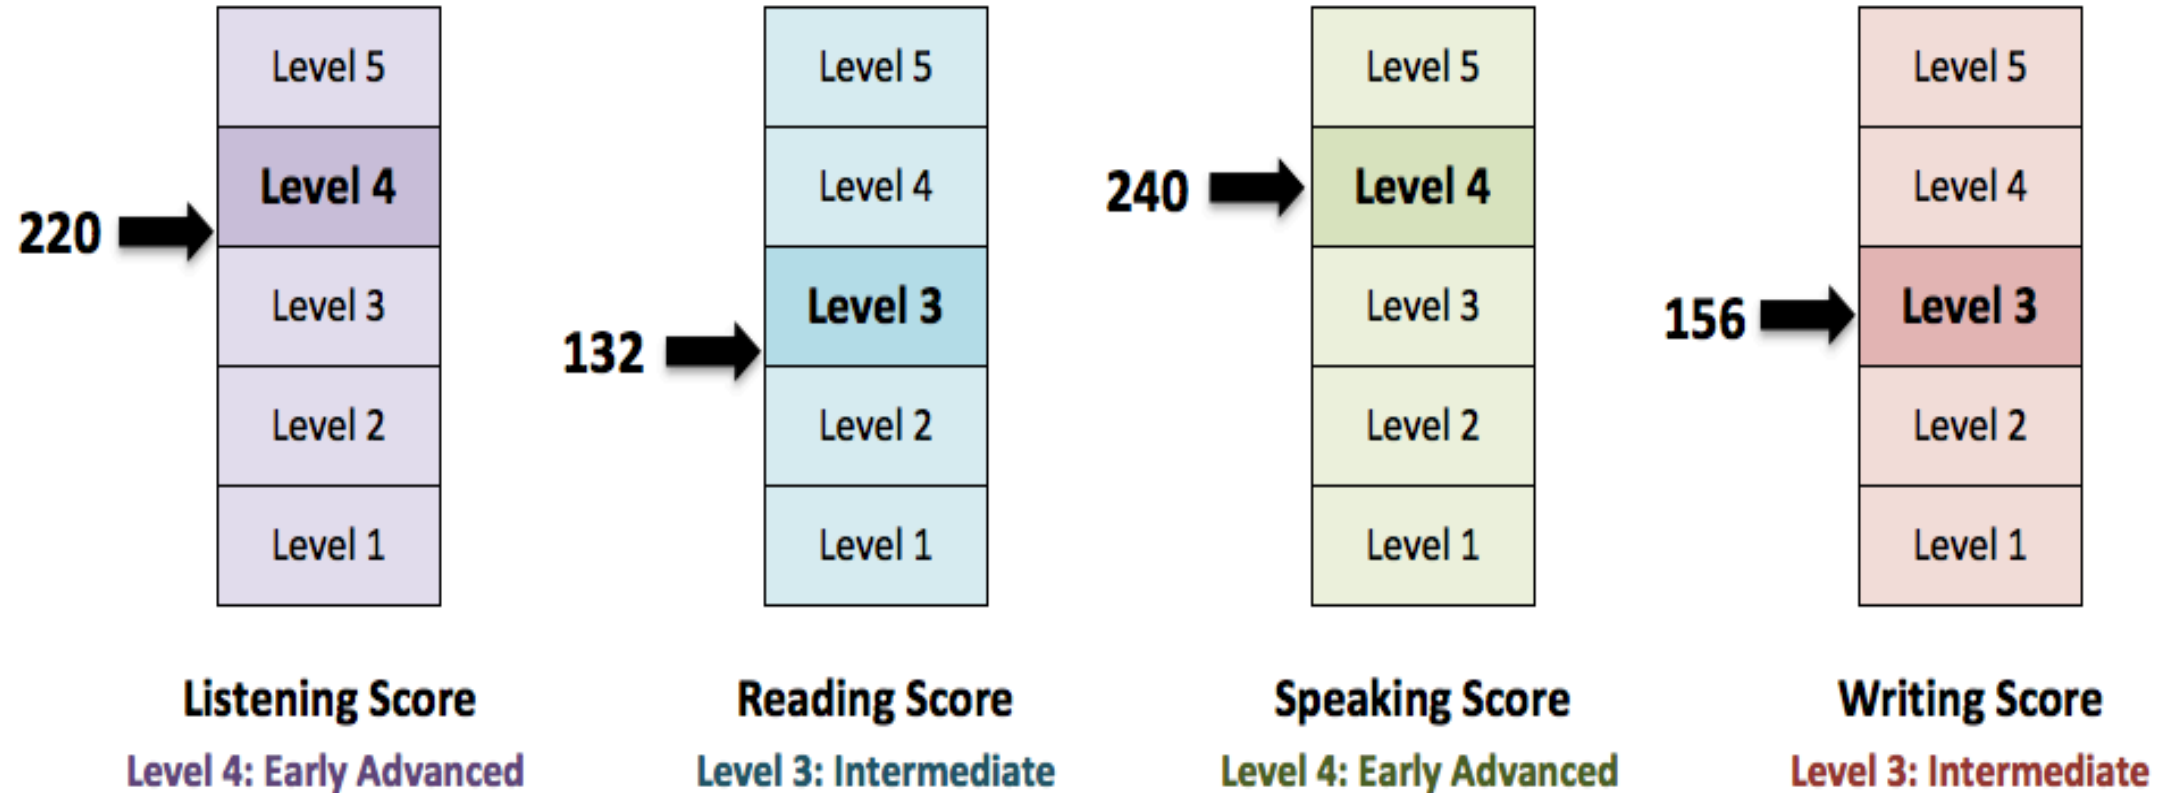 Level 5
Level 4
220
Level 3
Level 2
Level 1
Listening Score
Level 4: Early Advanced
Level 5
Level 4
Level 3
132
Level 2
Level 1
Reading Score
Level 3: Intermediate
Level 5
240
Level 4
Level 3
Level 2
Level 1
Speaking Score
Level 4: Early Advanced
Level 5
Level 4
156
Level 3
Level 2
Level 1
Writing Score
Level 3: Intermediate